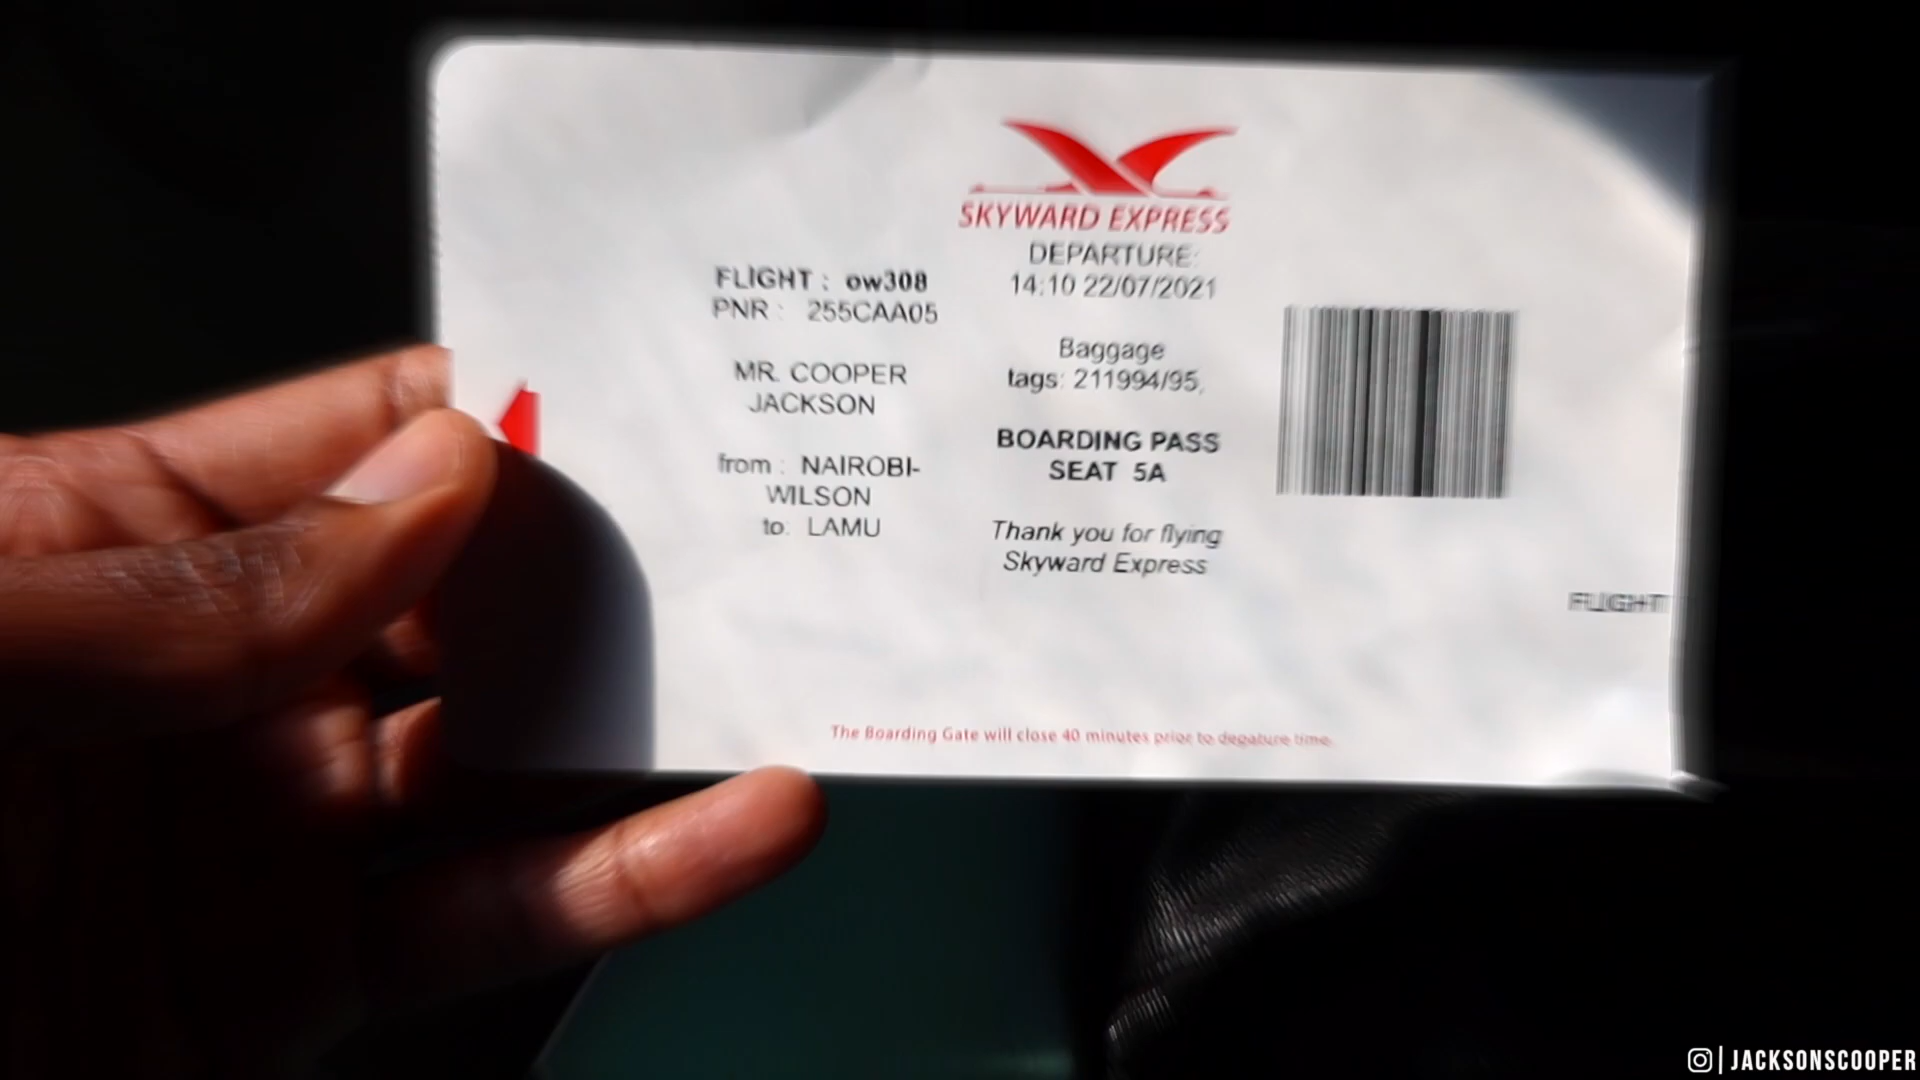 SKYWARD EXPRESS
FLIGHT : ow308
PNR : 255CAA05
MR. COOPER
JACKSON
from : NAIROBI-
WILSON
to: LAMU
DEPARTURE:
14:10 22/07/2021
Baggage
tags: 211994/95,
BOARDING PASS
SEAT 5A
Thank you for flying
Skyward Express
FLIGHT
The Boarding Gate will close 40 minutes prior to depature time.
| JACKSONSCOOPER